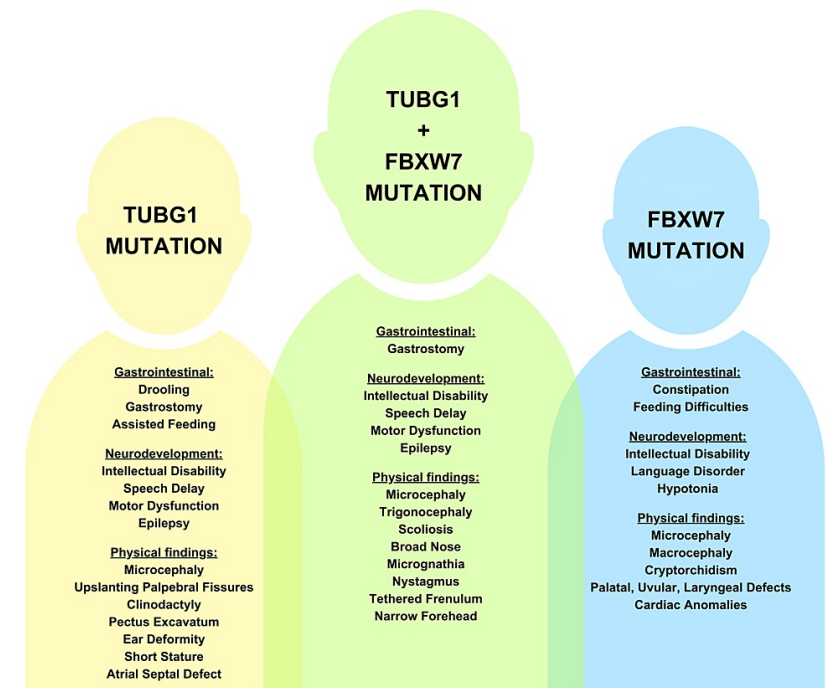 TUBG1
MUTATION
Gastrointestinal:
Drooling
Gastrostomy
Assisted Feeding
Neurodevelopment:
Intellectual Disability
Speech Delay
Motor Dysfunction
Epilepsy
Physical findings:
Microcephaly
Upslanting Palpebral Fissures
Clinodactyly
Pectus Excavatum
Ear Deformity
Short Stature
Atrial Septal Defect
TUBG1
+
FBXW7
MUTATION
Gastrointestinal:
Gastrostomy
Neurodevelopment:
Intellectual Disability
Speech Delay
Motor Dysfunction
Epilepsy
Physical findings:
Microcephaly
Trigonocephaly
Scoliosis
Broad Nose
Micrognathia
Nystagmus
Tethered Frenulum
Narrow Forehead
FBXW7
MUTATION
Gastrointestinal:
Constipation
Feeding Difficulties
Neurodevelopment:
Intellectual Disability
Language Disorder
Hypotonia
Physical findings:
Microcephaly
Macrocephaly
Cryptorchidism
Palatal, Uvular, Laryngeal Defects
Cardiac Anomalies